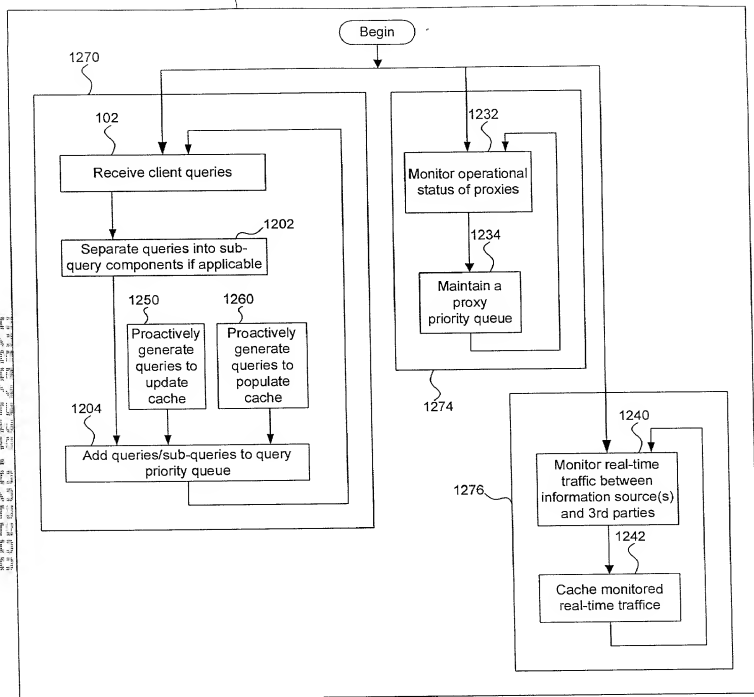 Begin
1270
102
Receive client queries
1202
Separate queries into sub-
query components if applicable
1250
Proactively
generate
queries to
update
cache
1260
Proactively
generate
queries to
populate
cache
1204
Add queries/sub-queries to query
priority queue
1232
Monitor operational
status of proxies
1234
Maintain a
proxy
priority queue
1274
1240
Monitor real-time
traffic between
information source(s)
and 3rd parties
1276
1242
Cache monitored
real-time traffice